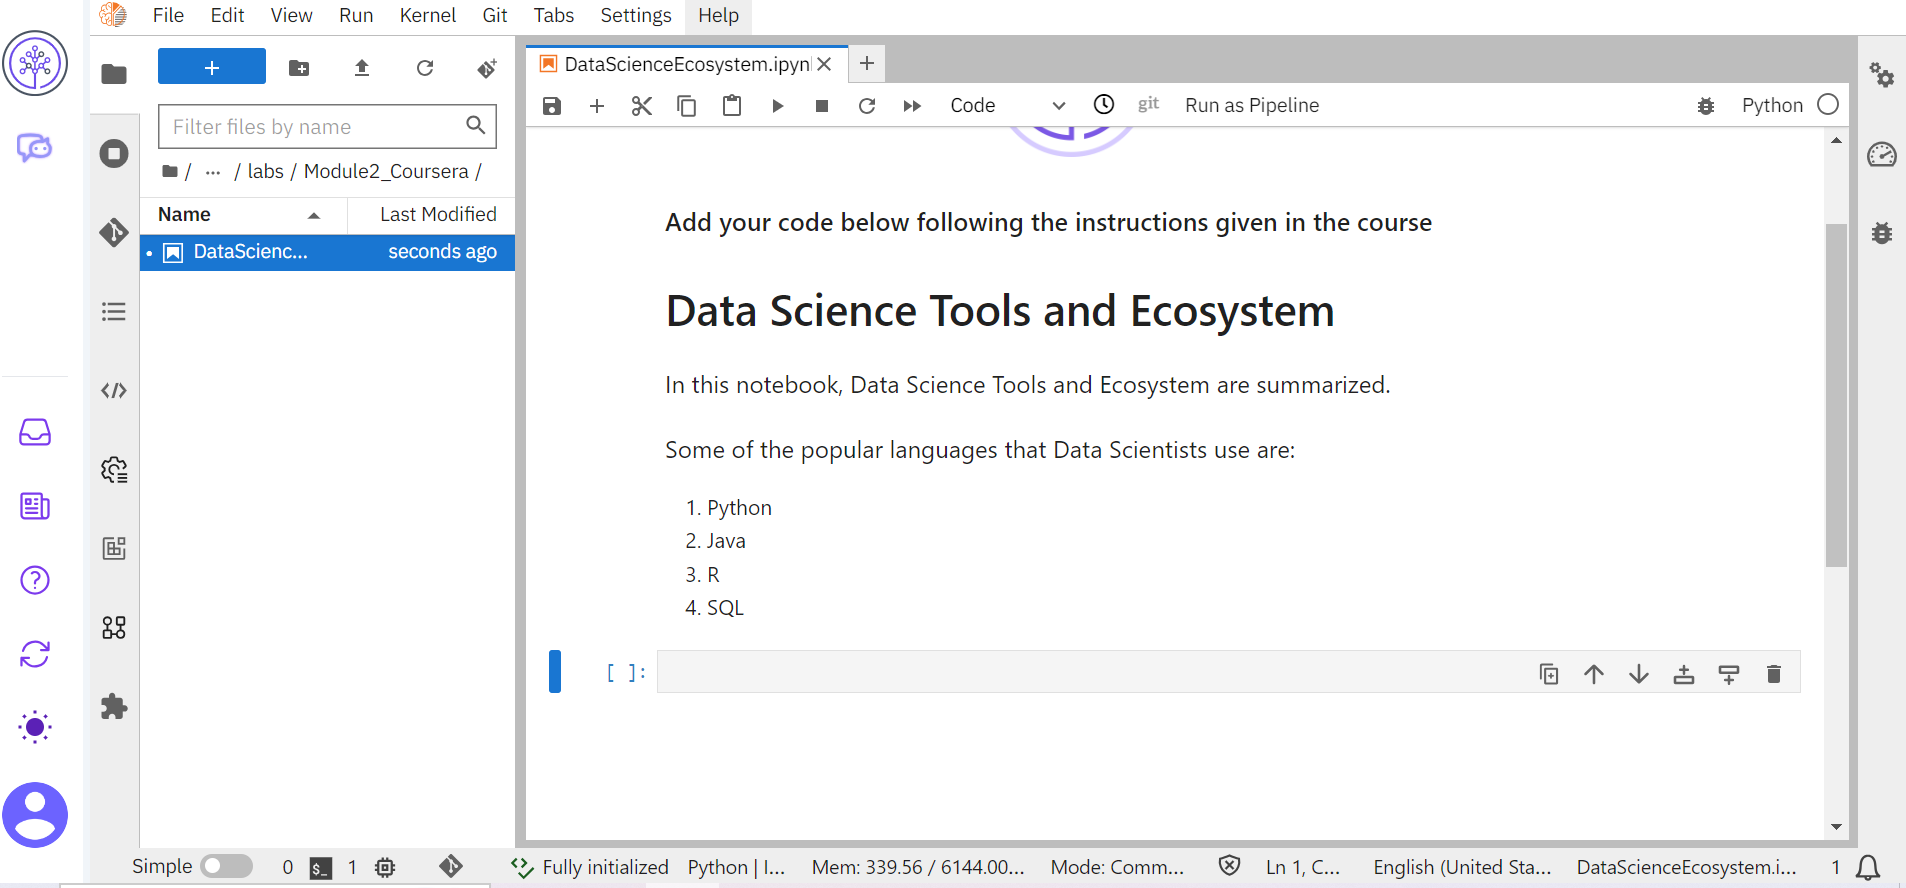 File Edit View Run Kernel Git Tabs Settings Help
+
DataScienceEcosystem.ipyn
+
Code
git
Run as Pipeline
Python
Filter files by name
/ ... / labs / Module2_Coursera /
Name Last Modified
DataScienc... seconds ago
Add your code below following the instructions given in the course
Data Science Tools and Ecosystem
In this notebook, Data Science Tools and Ecosystem are summarized.
Some of the popular languages that Data Scientists use are:
1. Python
2. Java
3. R
4. SQL
[ ]:
Simple 0 $_ 1 Fully initialized Python | I... Mem: 339.56 / 6144.00... Mode: Comm... Ln 1, C... English (United Sta... DataScienceEcosystem.i... 1